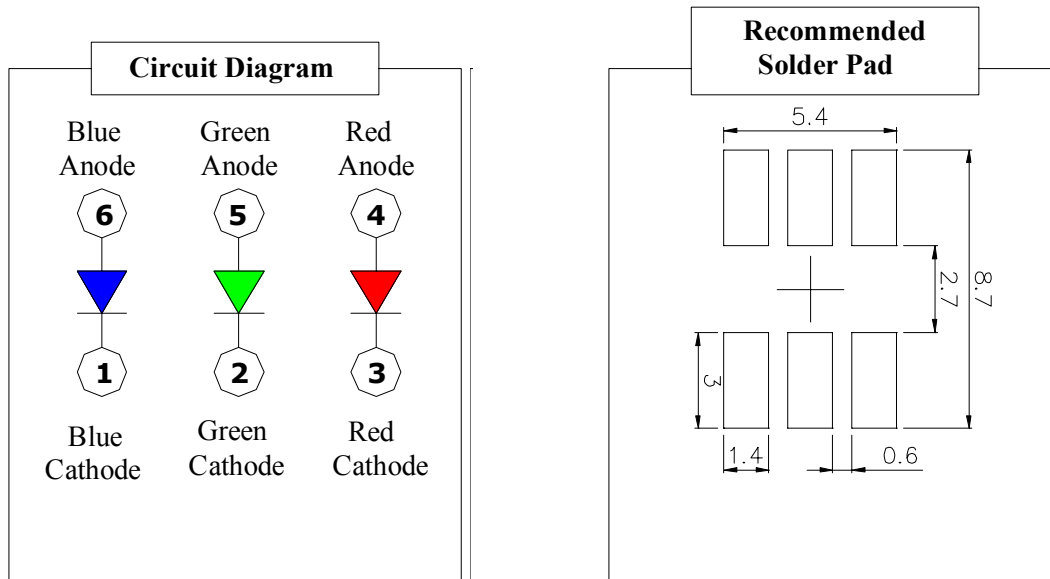 Circuit Diagram
Blue
Anode
Green
Anode
Red
Anode
6
5
4
1
2
3
Blue
Cathode
Green
Cathode
Red
Cathode
Recommended
Solder Pad
5.4
2.7
8.7
3
1.4
0.6